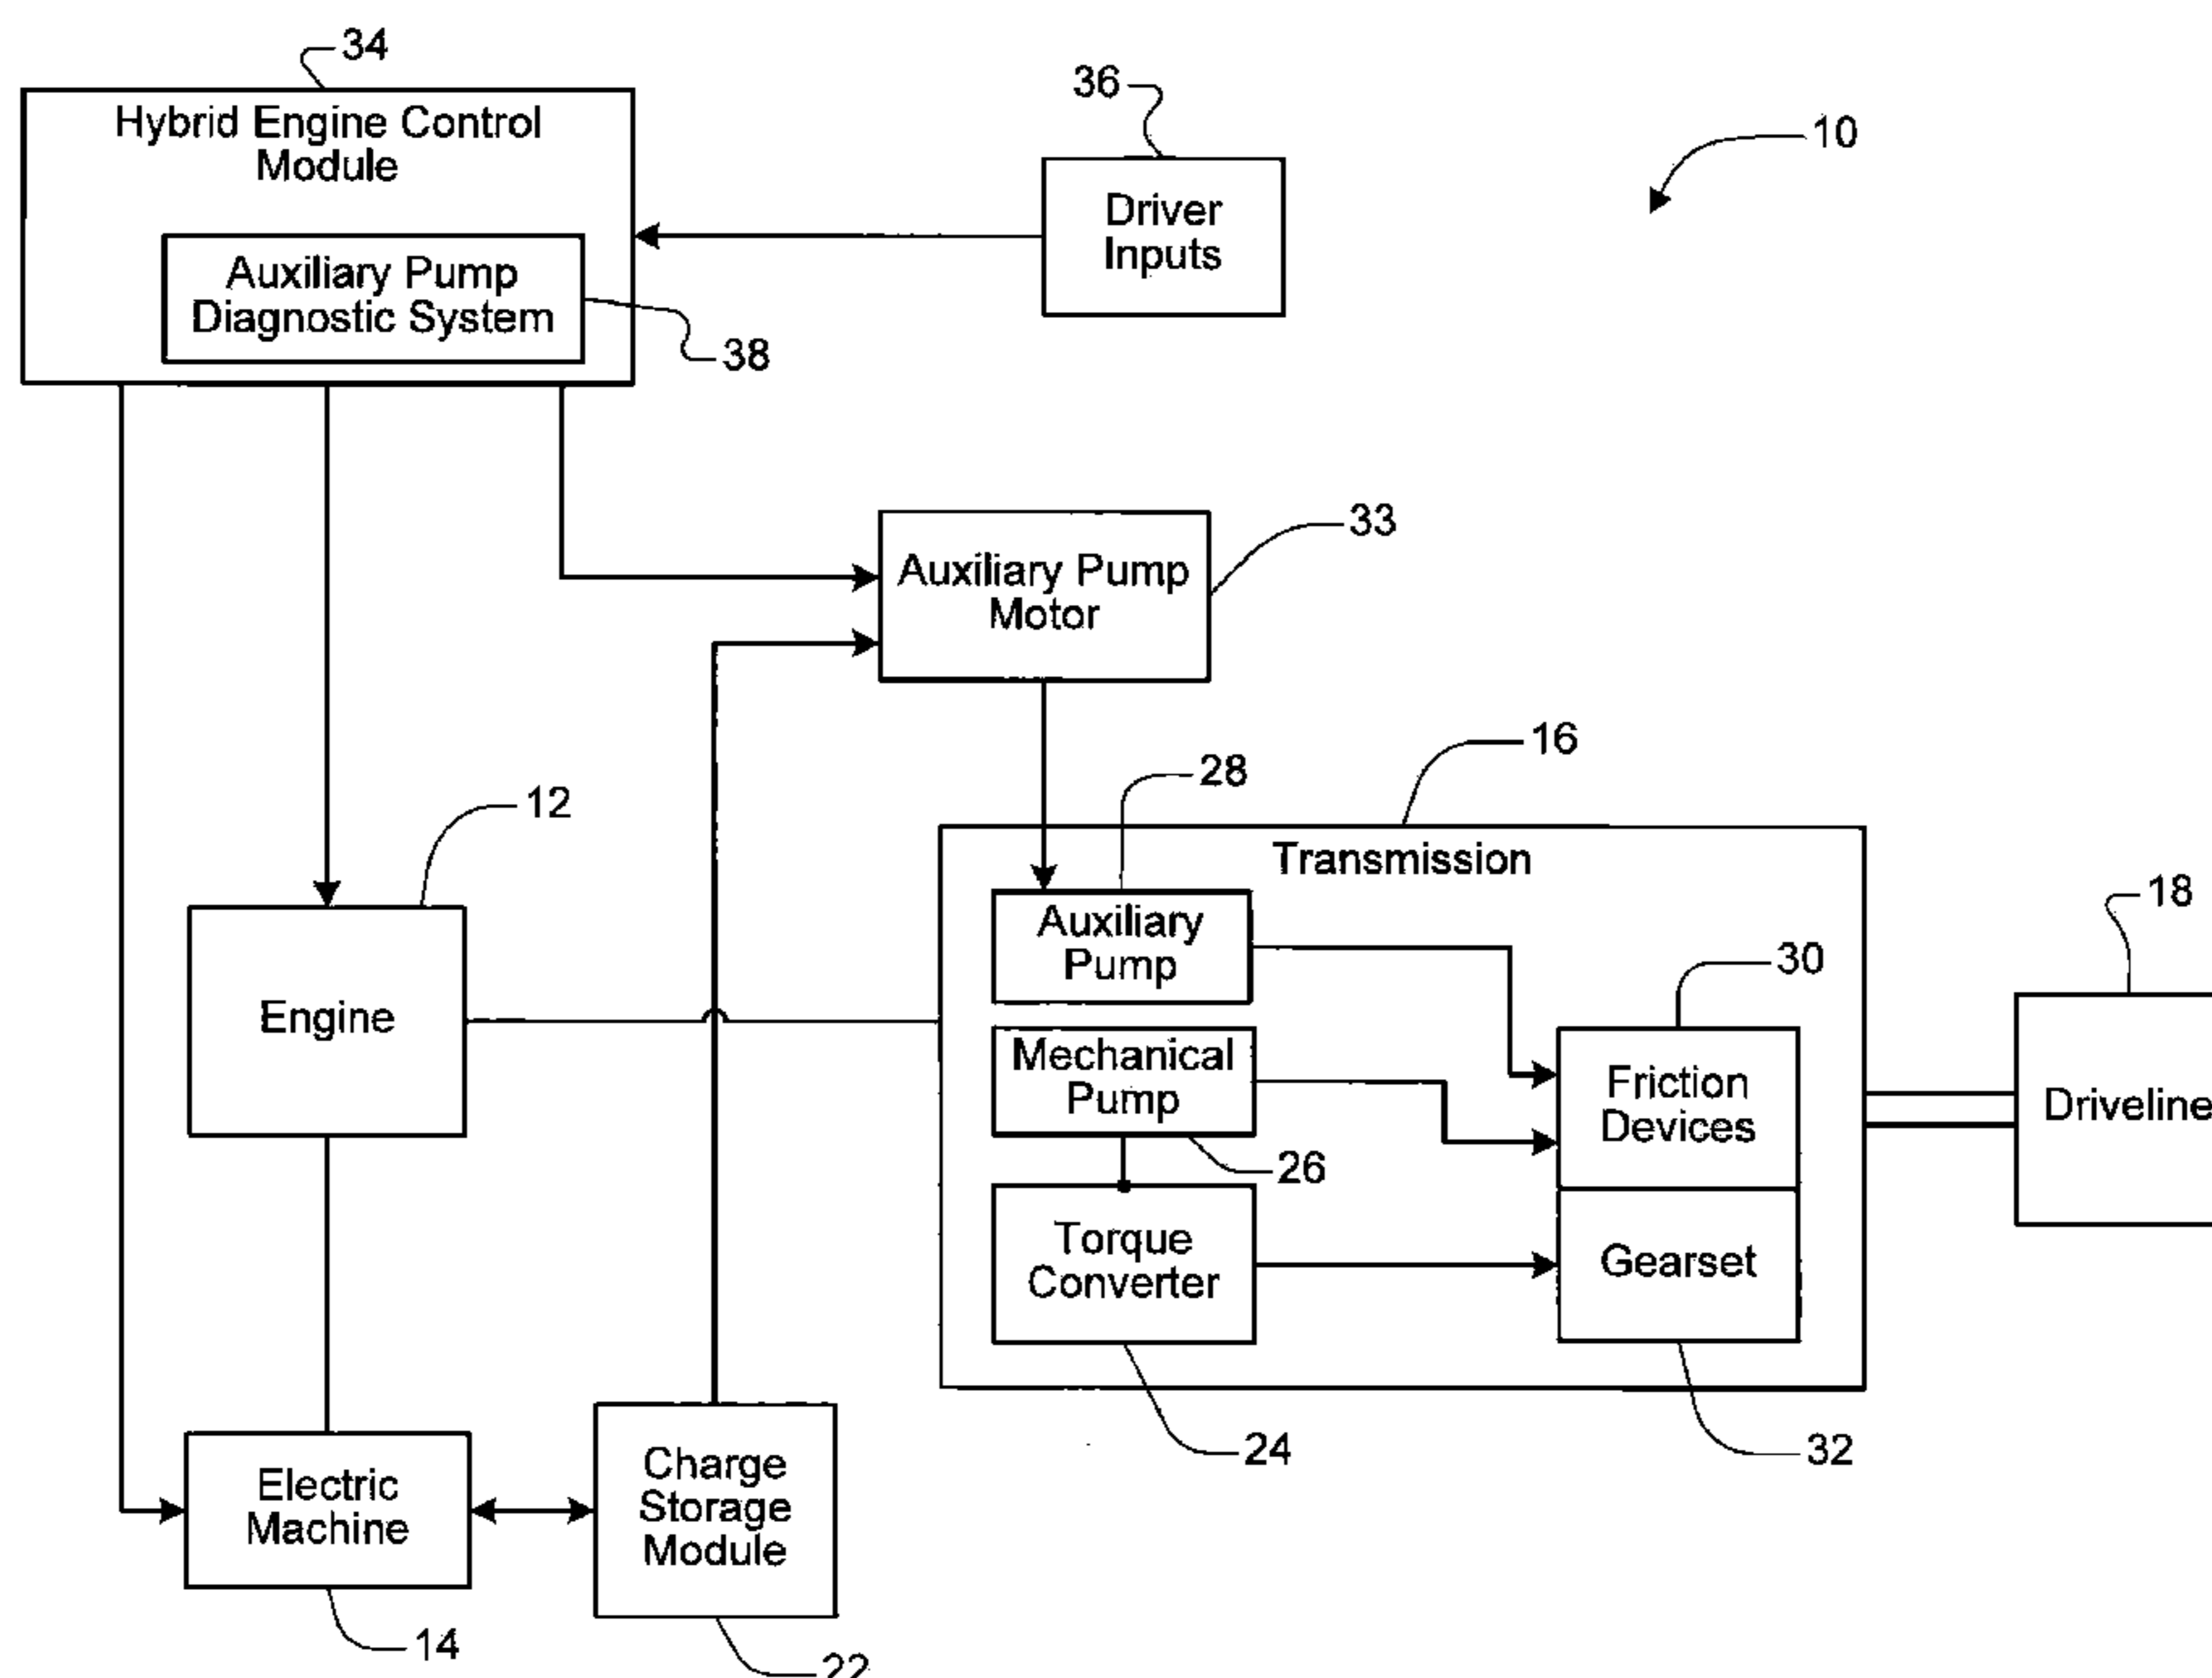 34
Hybrid Engine Control
Module
36
10
Driver
Inputs
Auxiliary Pump
Diagnostic System
38
33
Auxiliary Pump
Motor
16
28
12
Transmission
18
Auxiliary
Pump
30
Engine
Mechanical
Pump
Friction
Devices
Driveline
26
Torque
Converter
Gearset
24
32
Electric
Machine
Charge
Storage
Module
14
22